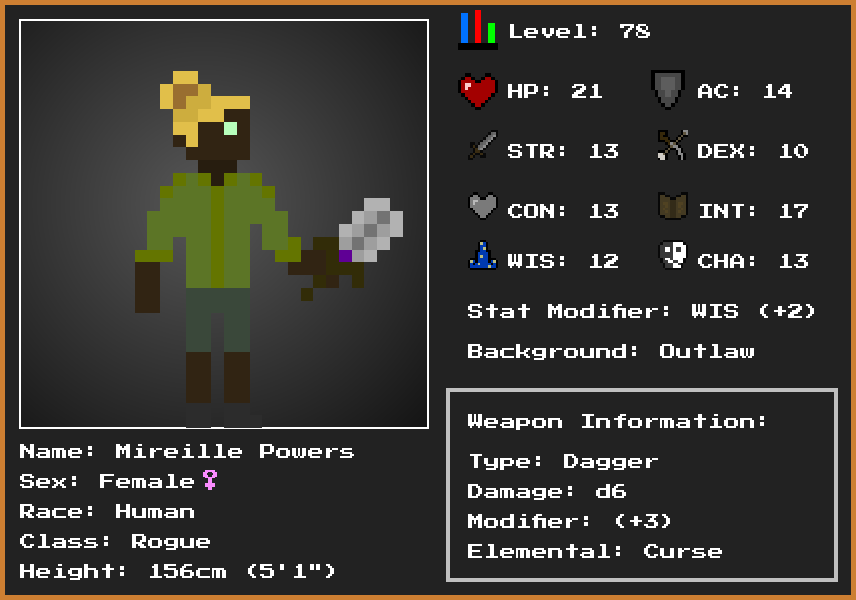 Level: 78
HP: 21
AC: 14
STR: 13
DEX: 10
CON: 13
INT: 17
WIS: 12
CHA: 13
Stat Modifier: WIS (+2)
Background: Outlaw
Weapon Information:
Type: Dagger
Damage: d6
Modifier: (+3)
Elemental: Curse
Name: Mireille Powers
Sex: Female♀
Race: Human
Class: Rogue
Height: 156cm (5'1")